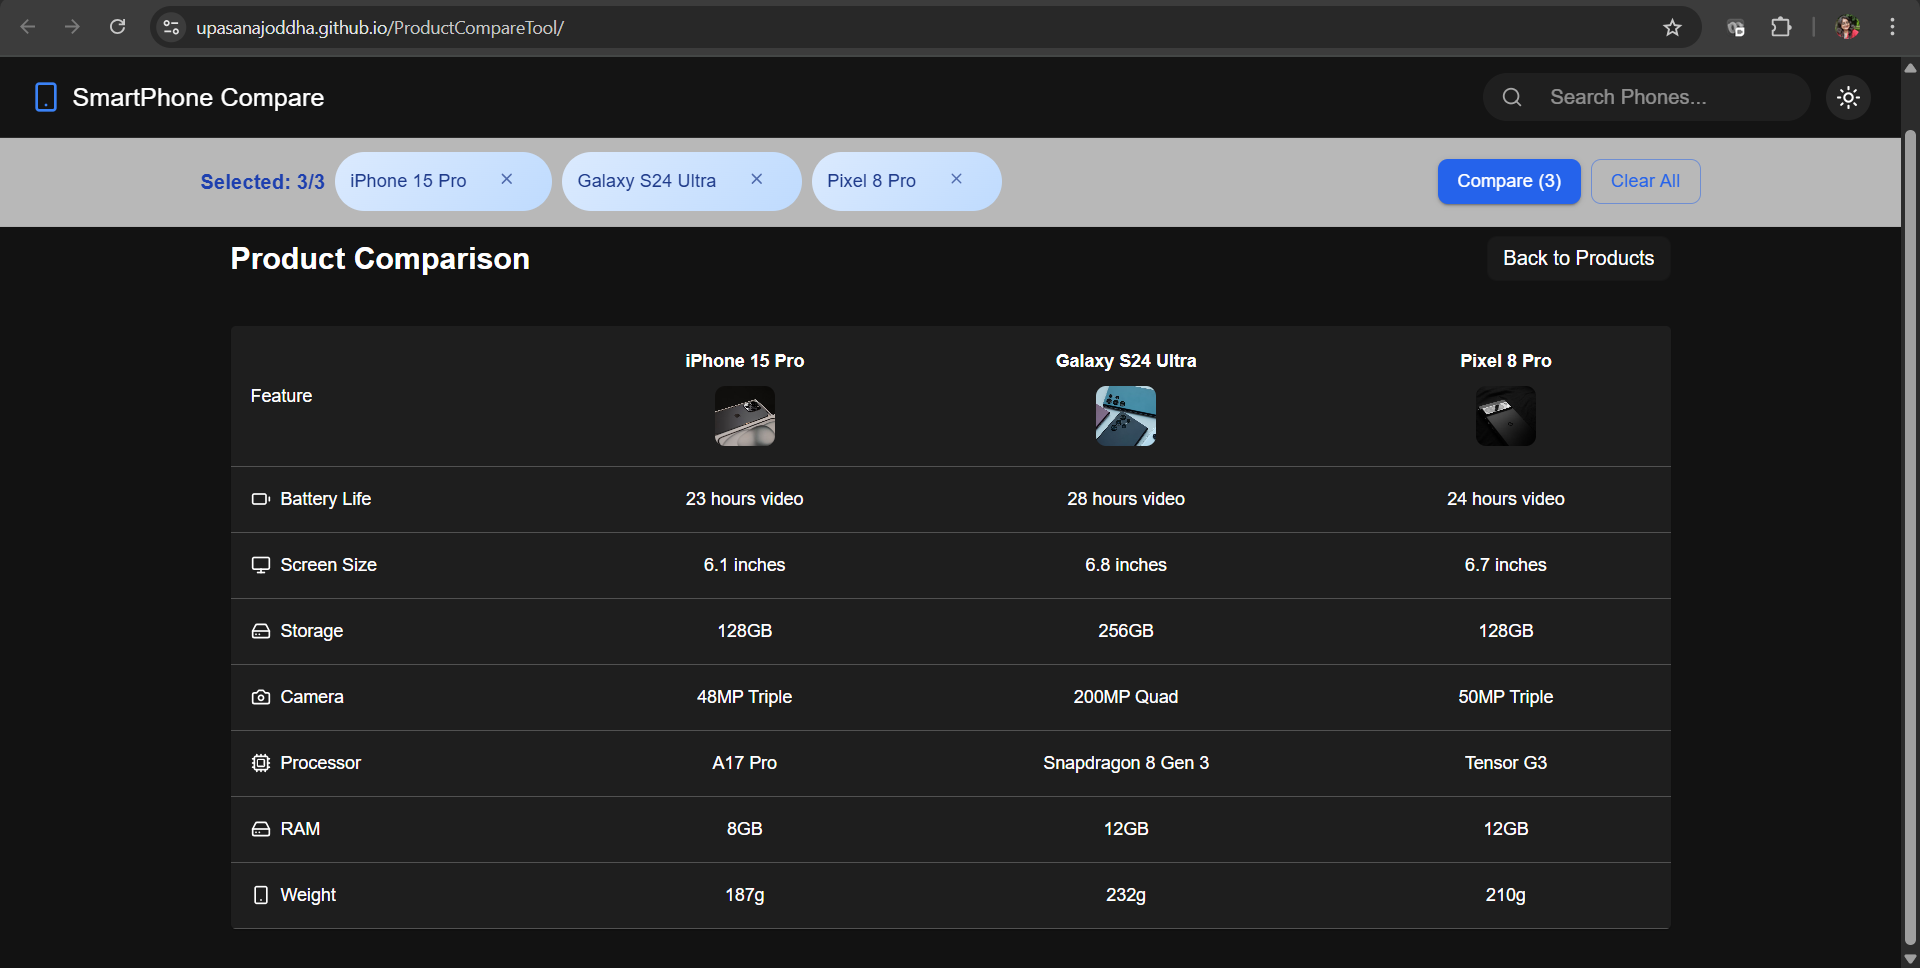 upasanajoddha.github.io/ProductCompareTool/
SmartPhone Compare
Search Phones...
Selected: 3/3 iPhone 15 Pro × Galaxy S24 Ultra × Pixel 8 Pro × Compare (3) Clear All
Product Comparison
Back to Products
Feature iPhone 15 Pro Galaxy S24 Ultra Pixel 8 Pro
Battery Life 23 hours video 28 hours video 24 hours video
Screen Size 6.1 inches 6.8 inches 6.7 inches
Storage 128GB 256GB 128GB
Camera 48MP Triple 200MP Quad 50MP Triple
Processor A17 Pro Snapdragon 8 Gen 3 Tensor G3
RAM 8GB 12GB 12GB
Weight 187g 232g 210g